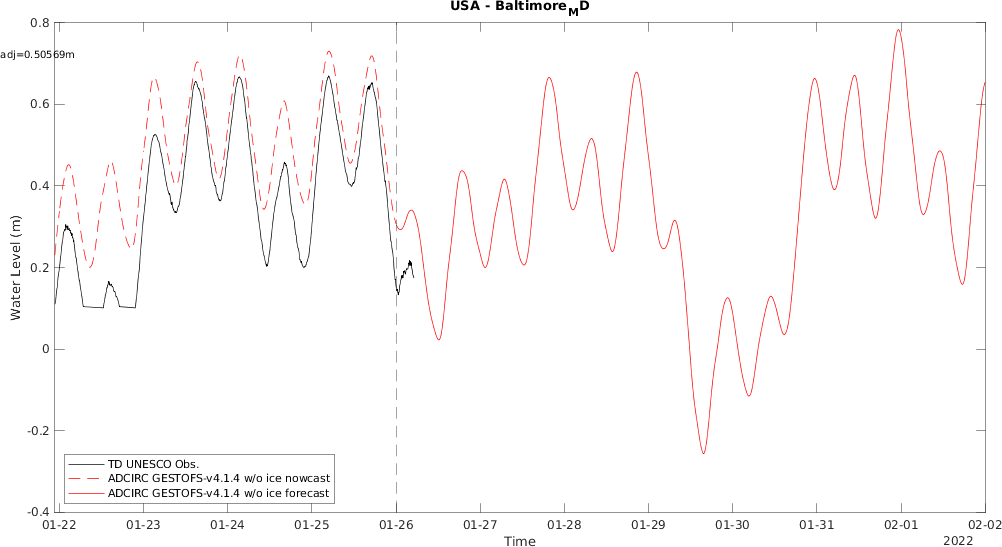 USA - Baltimore_MD
adj=0.50569m
0.8
0.6
0.4
0.2
0
-0.2
-0.4
Water Level (m)
TD UNESCO Obs.
ADCIRC GESTOFS-v4.1.4 w/o ice nowcast
ADCIRC GESTOFS-v4.1.4 w/o ice forecast
01-22 01-23 01-24 01-25 01-26 01-27 01-28 01-29 01-30 01-31 02-01 02-02
Time
2022